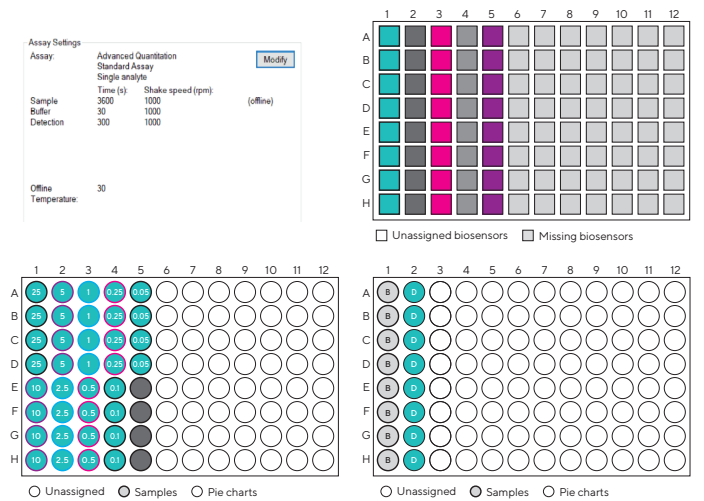 Assay Settings
Assay: Advanced Quantitation
Standard Assay
Single analyte
Modify
Time (s): Shake speed (rpm):
Sample 3600 1000 (offline)
Buffer 30 1000
Detection 300 1000
Offline 30
Temperature:
1 2 3 4 5 6 7 8 9 10 11 12
A
B
C
D
E
F
G
H
Unassigned biosensors Missing biosensors
1 2 3 4 5 6 7 8 9 10 11 12
A 25 5 1 0.25 0.05
B 25 5 1 0.25 0.05
C 25 5 1 0.25 0.05
D 25 5 1 0.25 0.05
E 10 2.5 0.5 0.1
F 10 2.5 0.5 0.1
G 10 2.5 0.5 0.1
H 10 2.5 0.5 0.1
Unassigned Samples Pie charts
1 2 3 4 5 6 7 8 9 10 11 12
A B D
B B D
C B D
D B D
E B D
F B D
G B D
H B D
Unassigned Samples Pie charts